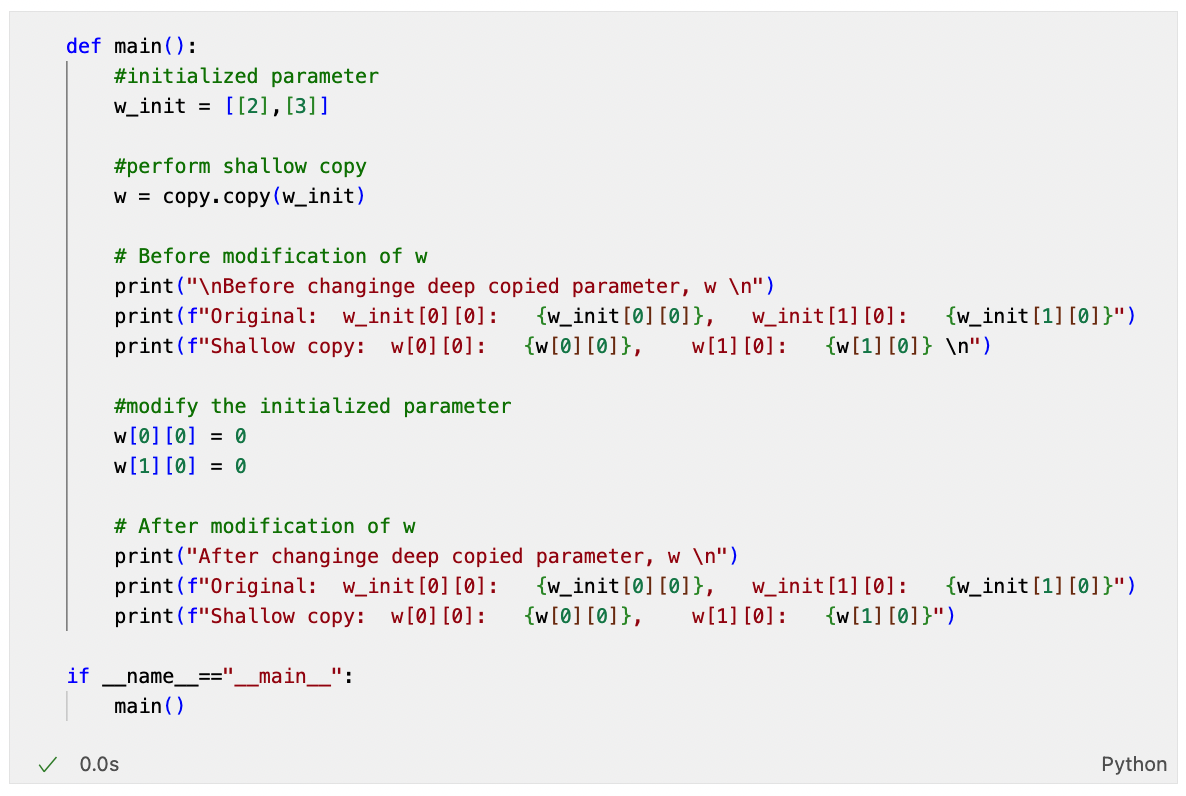 def main():
    #initialized parameter
    w_init = [[2],[3]]

    #perform shallow copy
    w = copy.copy(w_init)

    # Before modification of w
    print("\nBefore changinge deep copied parameter, w \n")
    print(f"Original:  w_init[0][0]:   {w_init[0][0]},   w_init[1][0]:   {w_init[1][0]}")
    print(f"Shallow copy:  w[0][0]:   {w[0][0]},    w[1][0]:   {w[1][0]} \n")

    #modify the initialized parameter
    w[0][0] = 0
    w[1][0] = 0

    # After modification of w
    print("After changinge deep copied parameter, w \n")
    print(f"Original:  w_init[0][0]:   {w_init[0][0]},   w_init[1][0]:   {w_init[1][0]}")
    print(f"Shallow copy:  w[0][0]:   {w[0][0]},    w[1][0]:   {w[1][0]}")

if __name__=="__main__":
    main()

✓ 0.0s
Python